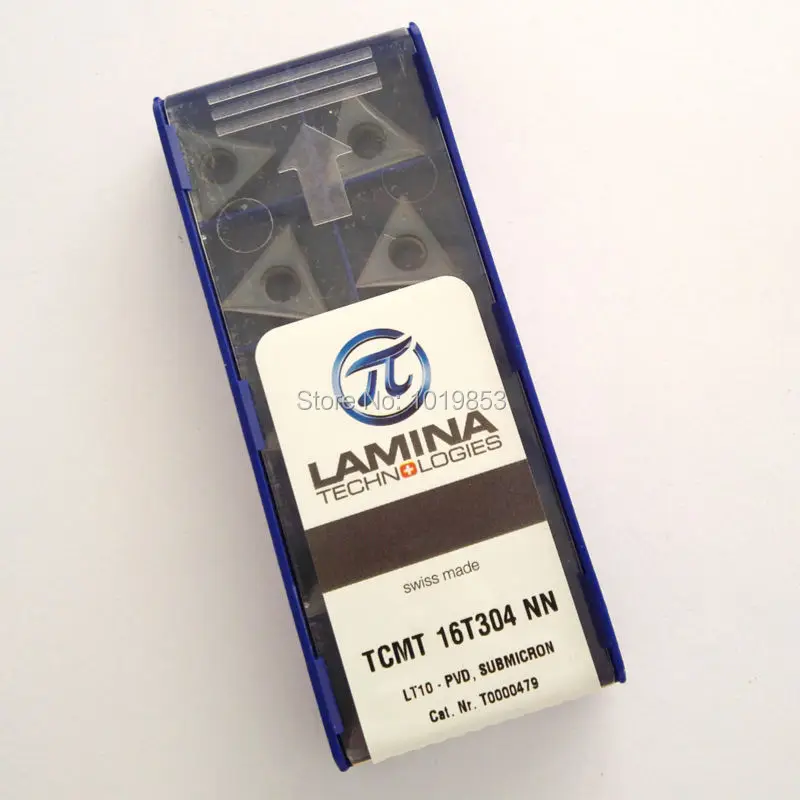 π
Store No: 1019853
LAMINA
TECHNOLOGIES
swiss made
TCMT 16T304 NN
LT10 - PVD, SUBMICRON
Cat. Nr. T0000479